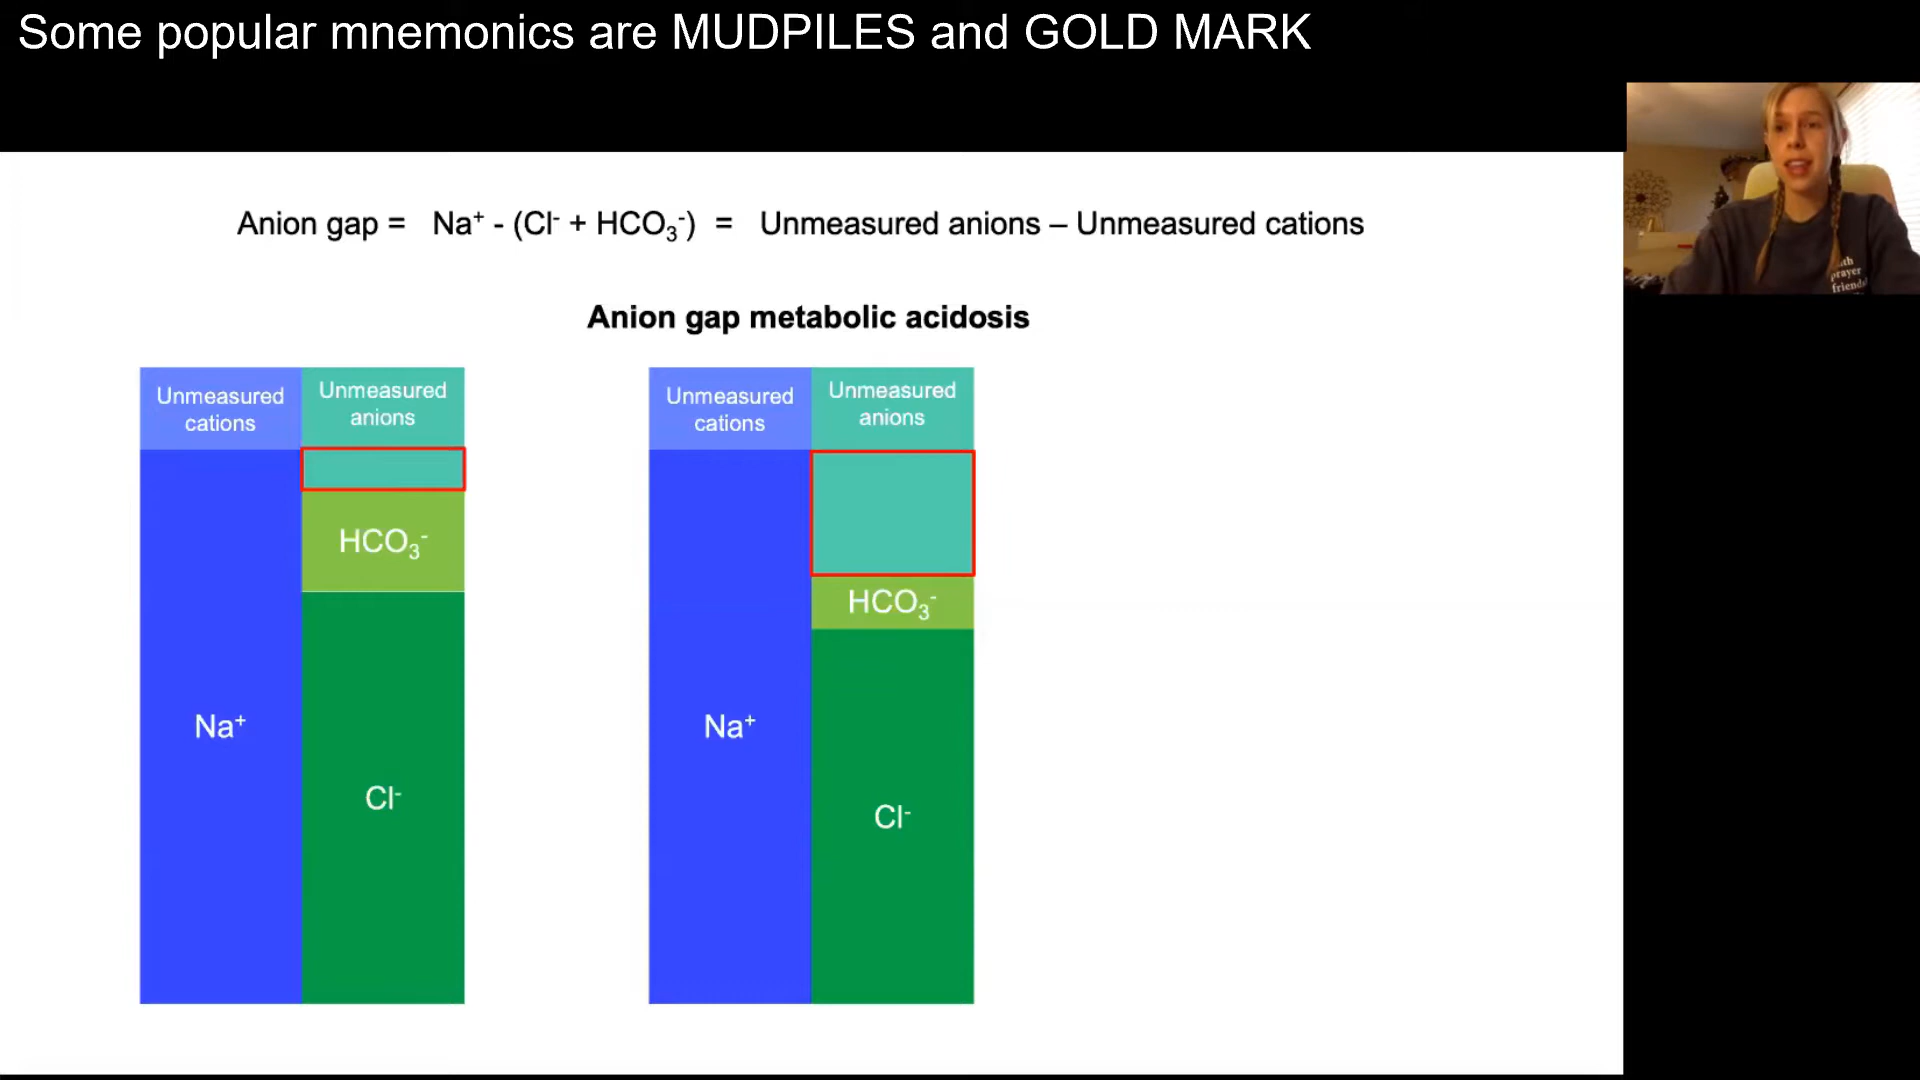 Some popular mnemonics are MUDPILES and GOLD MARK
Anion gap = Na⁺ - (Cl⁻ + HCO₃⁻) = Unmeasured anions – Unmeasured cations
Anion gap metabolic acidosis
Unmeasured
cations
Unmeasured
anions
HCO₃⁻
Na⁺
Cl⁻
Unmeasured
cations
Unmeasured
anions
HCO₃⁻
Na⁺
Cl⁻
prayer